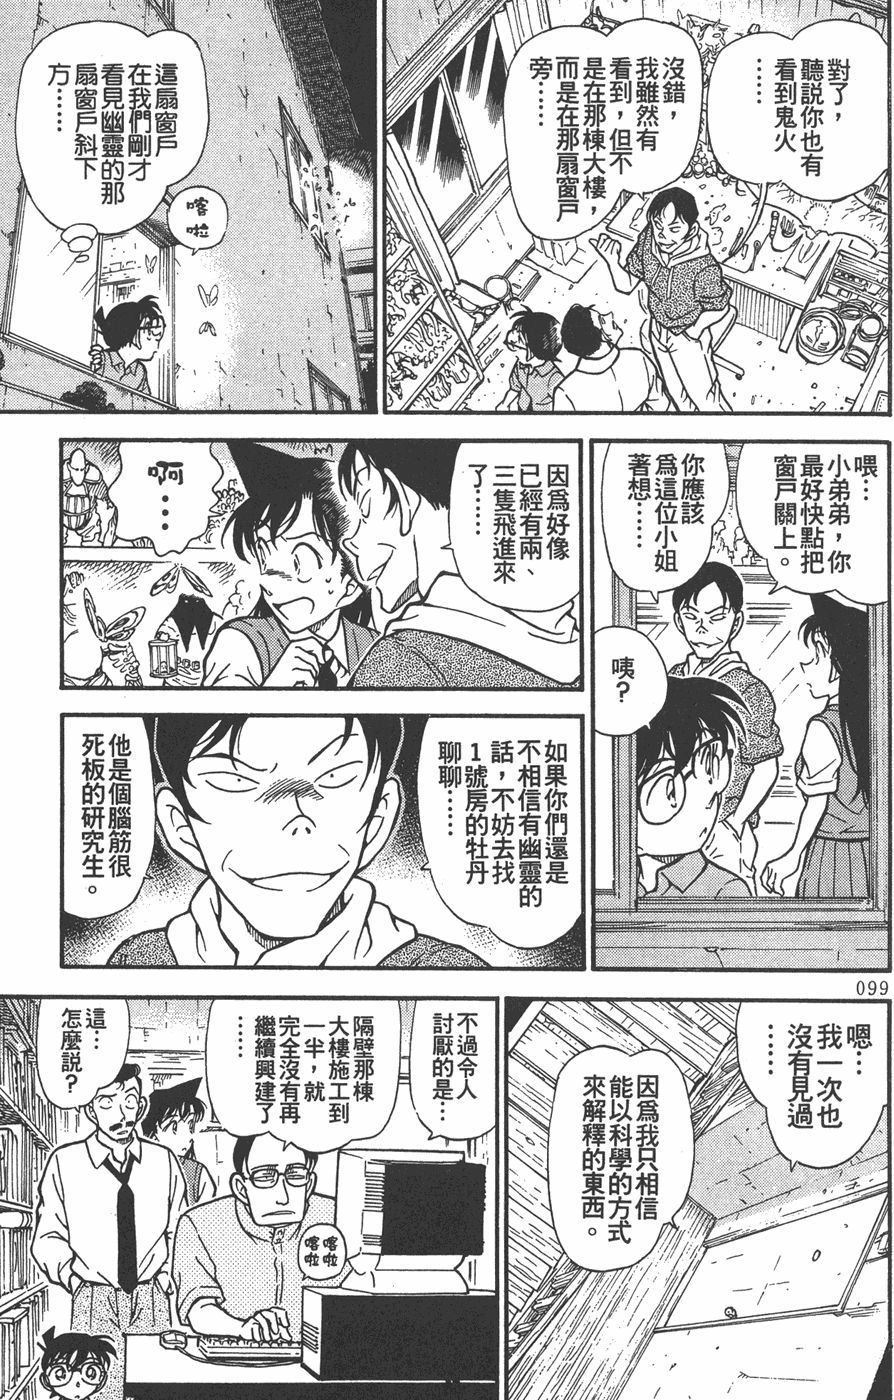 對了，
聽說你也有
看到鬼火
……
沒錯，
我雖然有
看到，但不
是在那棟大樓，
而是在那扇窗戶
旁……
這扇窗戶
在我們剛才
看見幽靈的那
扇窗戶斜下
方……
喀
啦
喂…
小弟弟，你
最好快點把
窗戶關上。
你應該
為這位小姐
著想……
咦？
因為好像
已經有兩、
三隻飛進來
了……
啊…
如果你們還是
不相信有幽靈的
話，不妨去找
1號房的牡丹
聊聊……
他是個腦筋很
死板的研究生。
099
嗯…
我一次也
沒有見過
……
因為我只相信
能以科學的方式
來解釋的東西。
不過令人
討厭的是…
隔壁那棟
大樓施工到
一半，就
完全沒有再
繼續興建了
……
喀啦
喀啦
這…
怎麼說？